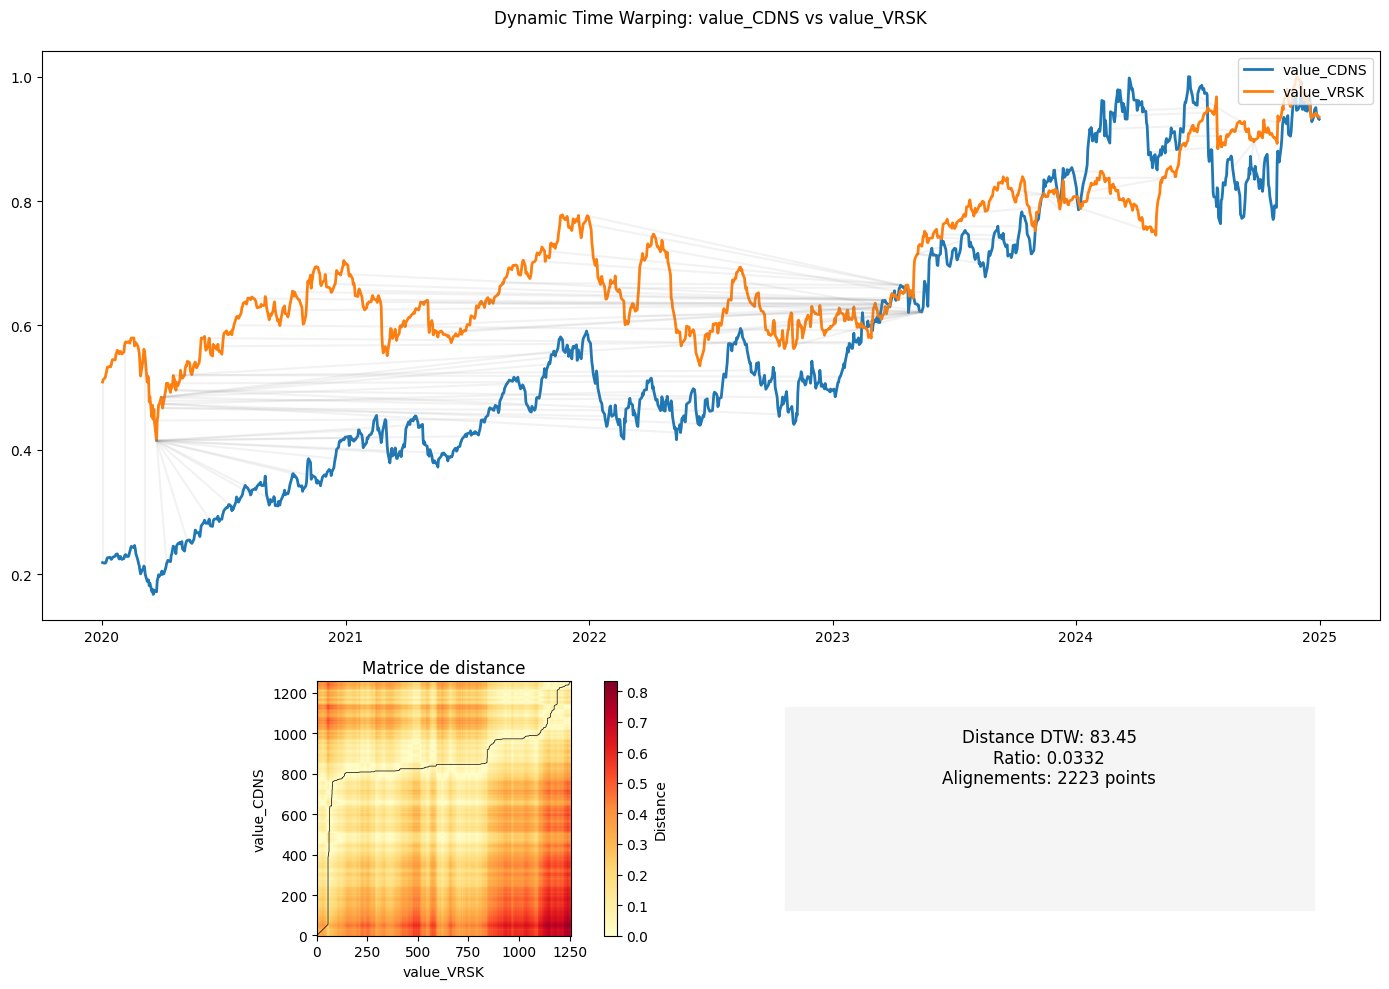 Dynamic Time Warping: value_CDNS vs value_VRSK
1.0
0.8
0.6
0.4
0.2
value_CDNS
value_VRSK
2020 2021 2022 2023 2024 2025
Matrice de distance
1200
1000
800
600
400
200
0
value_CDNS
0 250 500 750 1000 1250
value_VRSK
0.8
0.7
0.6
0.5
0.4
0.3
0.2
0.1
0.0
Distance
Distance DTW: 83.45
Ratio: 0.0332
Alignements: 2223 points